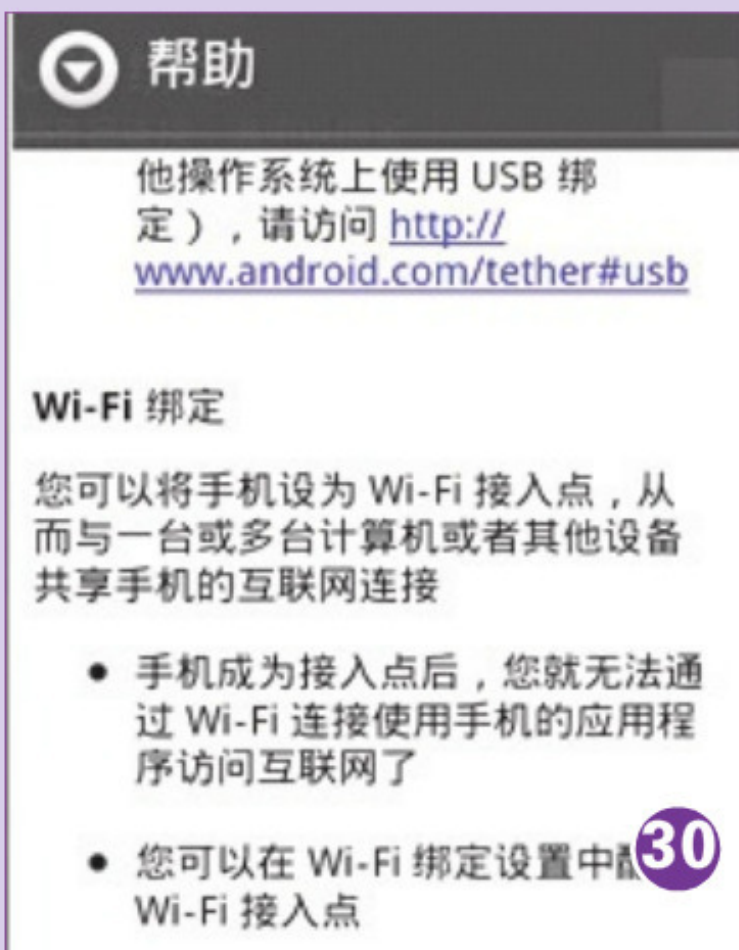 帮助
他操作系统上使用 USB 绑
定），请访问 http://
www.android.com/tether#usb
Wi-Fi 绑定
您可以将手机设为 Wi-Fi 接入点，从
而与一台或多台计算机或者其他设备
共享手机的互联网连接
● 手机成为接入点后，您就无法通
过 Wi-Fi 连接使用手机的应用程
序访问互联网了
● 您可以在 Wi-Fi 绑定设置中
30
Wi-Fi 接入点